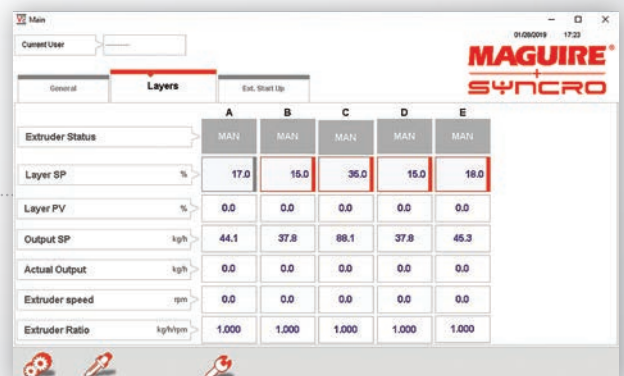 Main
01/28/2019 17:23
Current User --------
MAGUIRE®
+
SYNCRO
General Layers Ext. Start Up
A B C D E
Extruder Status MAN MAN MAN MAN MAN
Layer SP % 17.0 15.0 35.0 15.0 18.0
Layer PV % 0.0 0.0 0.0 0.0 0.0
Output SP kg/h 44.1 37.8 88.1 37.8 45.3
Actual Output kg/h 0.0 0.0 0.0 0.0 0.0
Extruder speed rpm 0.0 0.0 0.0 0.0 0.0
Extruder Ratio kg/h/rpm 1.000 1.000 1.000 1.000 1.000